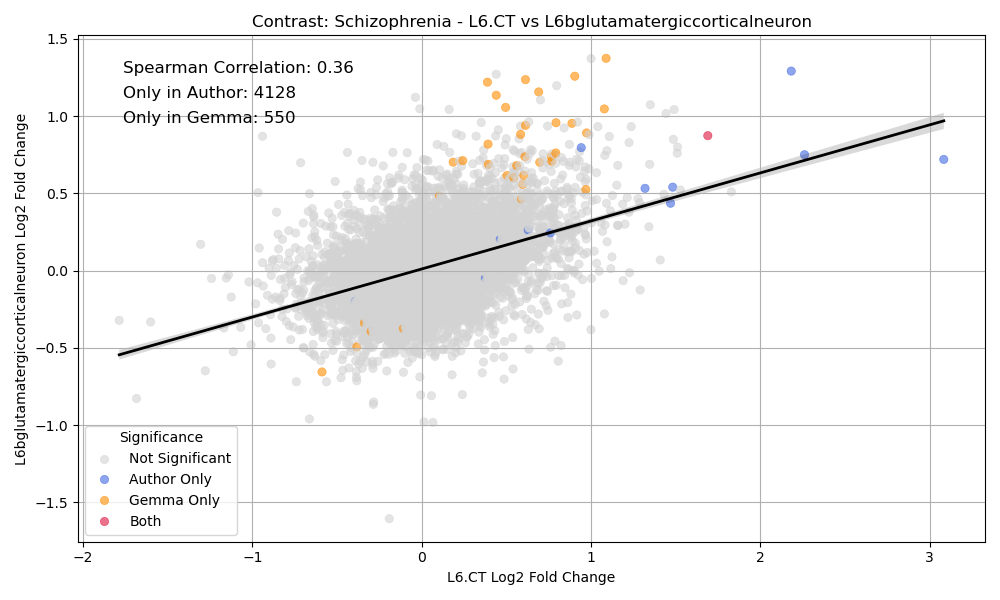 Contrast: Schizophrenia - L6.CT vs L6bglutamatergiccorticalneuron
Spearman Correlation: 0.36
Only in Author: 4128
Only in Gemma: 550
L6bglutamatergiccorticalneuron Log2 Fold Change
1.5
1.0
0.5
0.0
−0.5
−1.0
−1.5
Significance
Not Significant
Author Only
Gemma Only
Both
−2
−1
0
1
2
3
L6.CT Log2 Fold Change